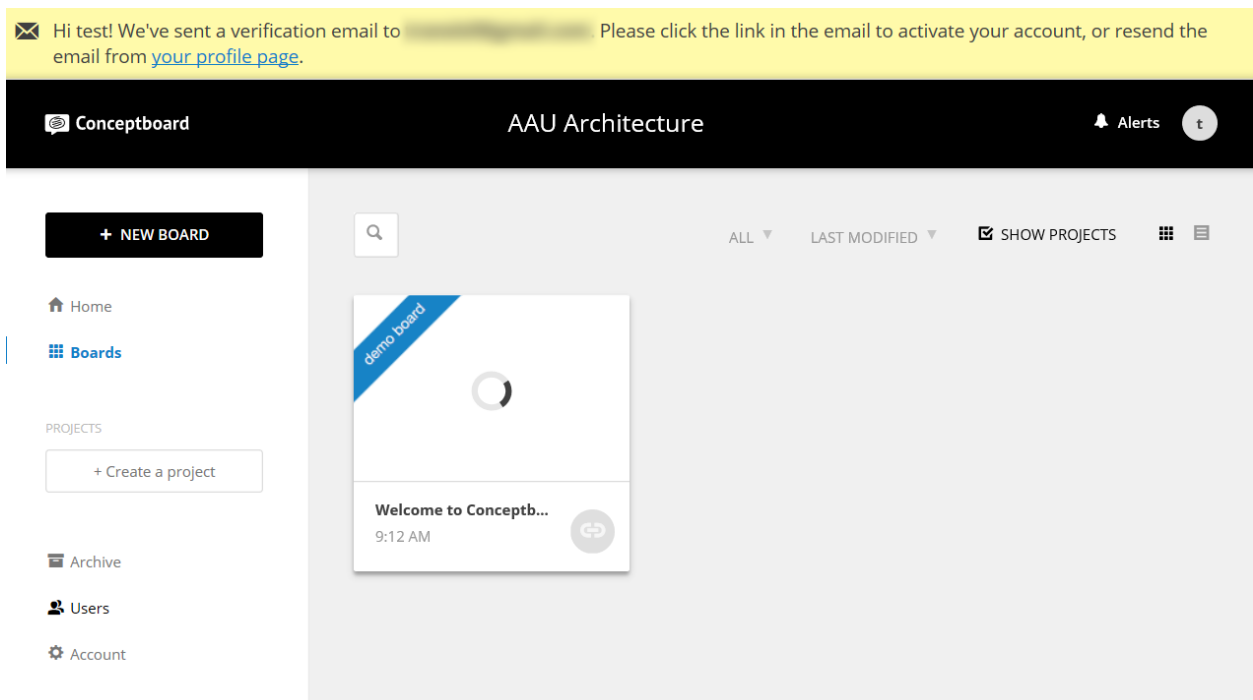 Hi test! We've sent a verification email to . Please click the link in the email to activate your account, or resend the
email from your profile page.
Conceptboard
AAU Architecture
Alerts
t
+ NEW BOARD
ALL
LAST MODIFIED
SHOW PROJECTS
Home
Boards
demo board
PROJECTS
+ Create a project
Welcome to Conceptb...
9:12 AM
Archive
Users
Account